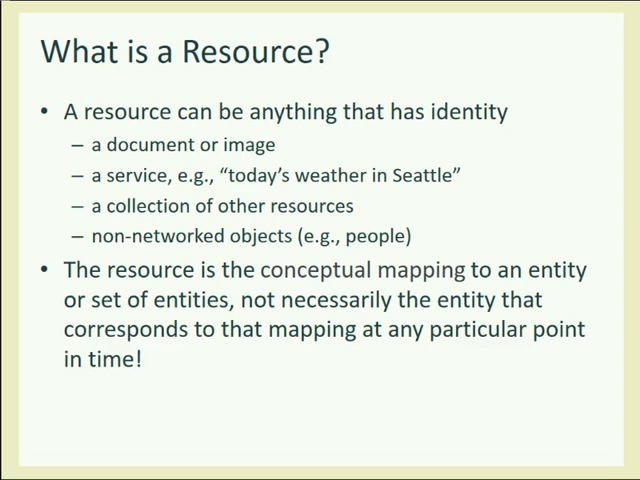 What is a Resource?
• A resource can be anything that has identity
– a document or image
– a service, e.g., “today’s weather in Seattle”
– a collection of other resources
– non-networked objects (e.g., people)
• The resource is the conceptual mapping to an entity
or set of entities, not necessarily the entity that
corresponds to that mapping at any particular point
in time!